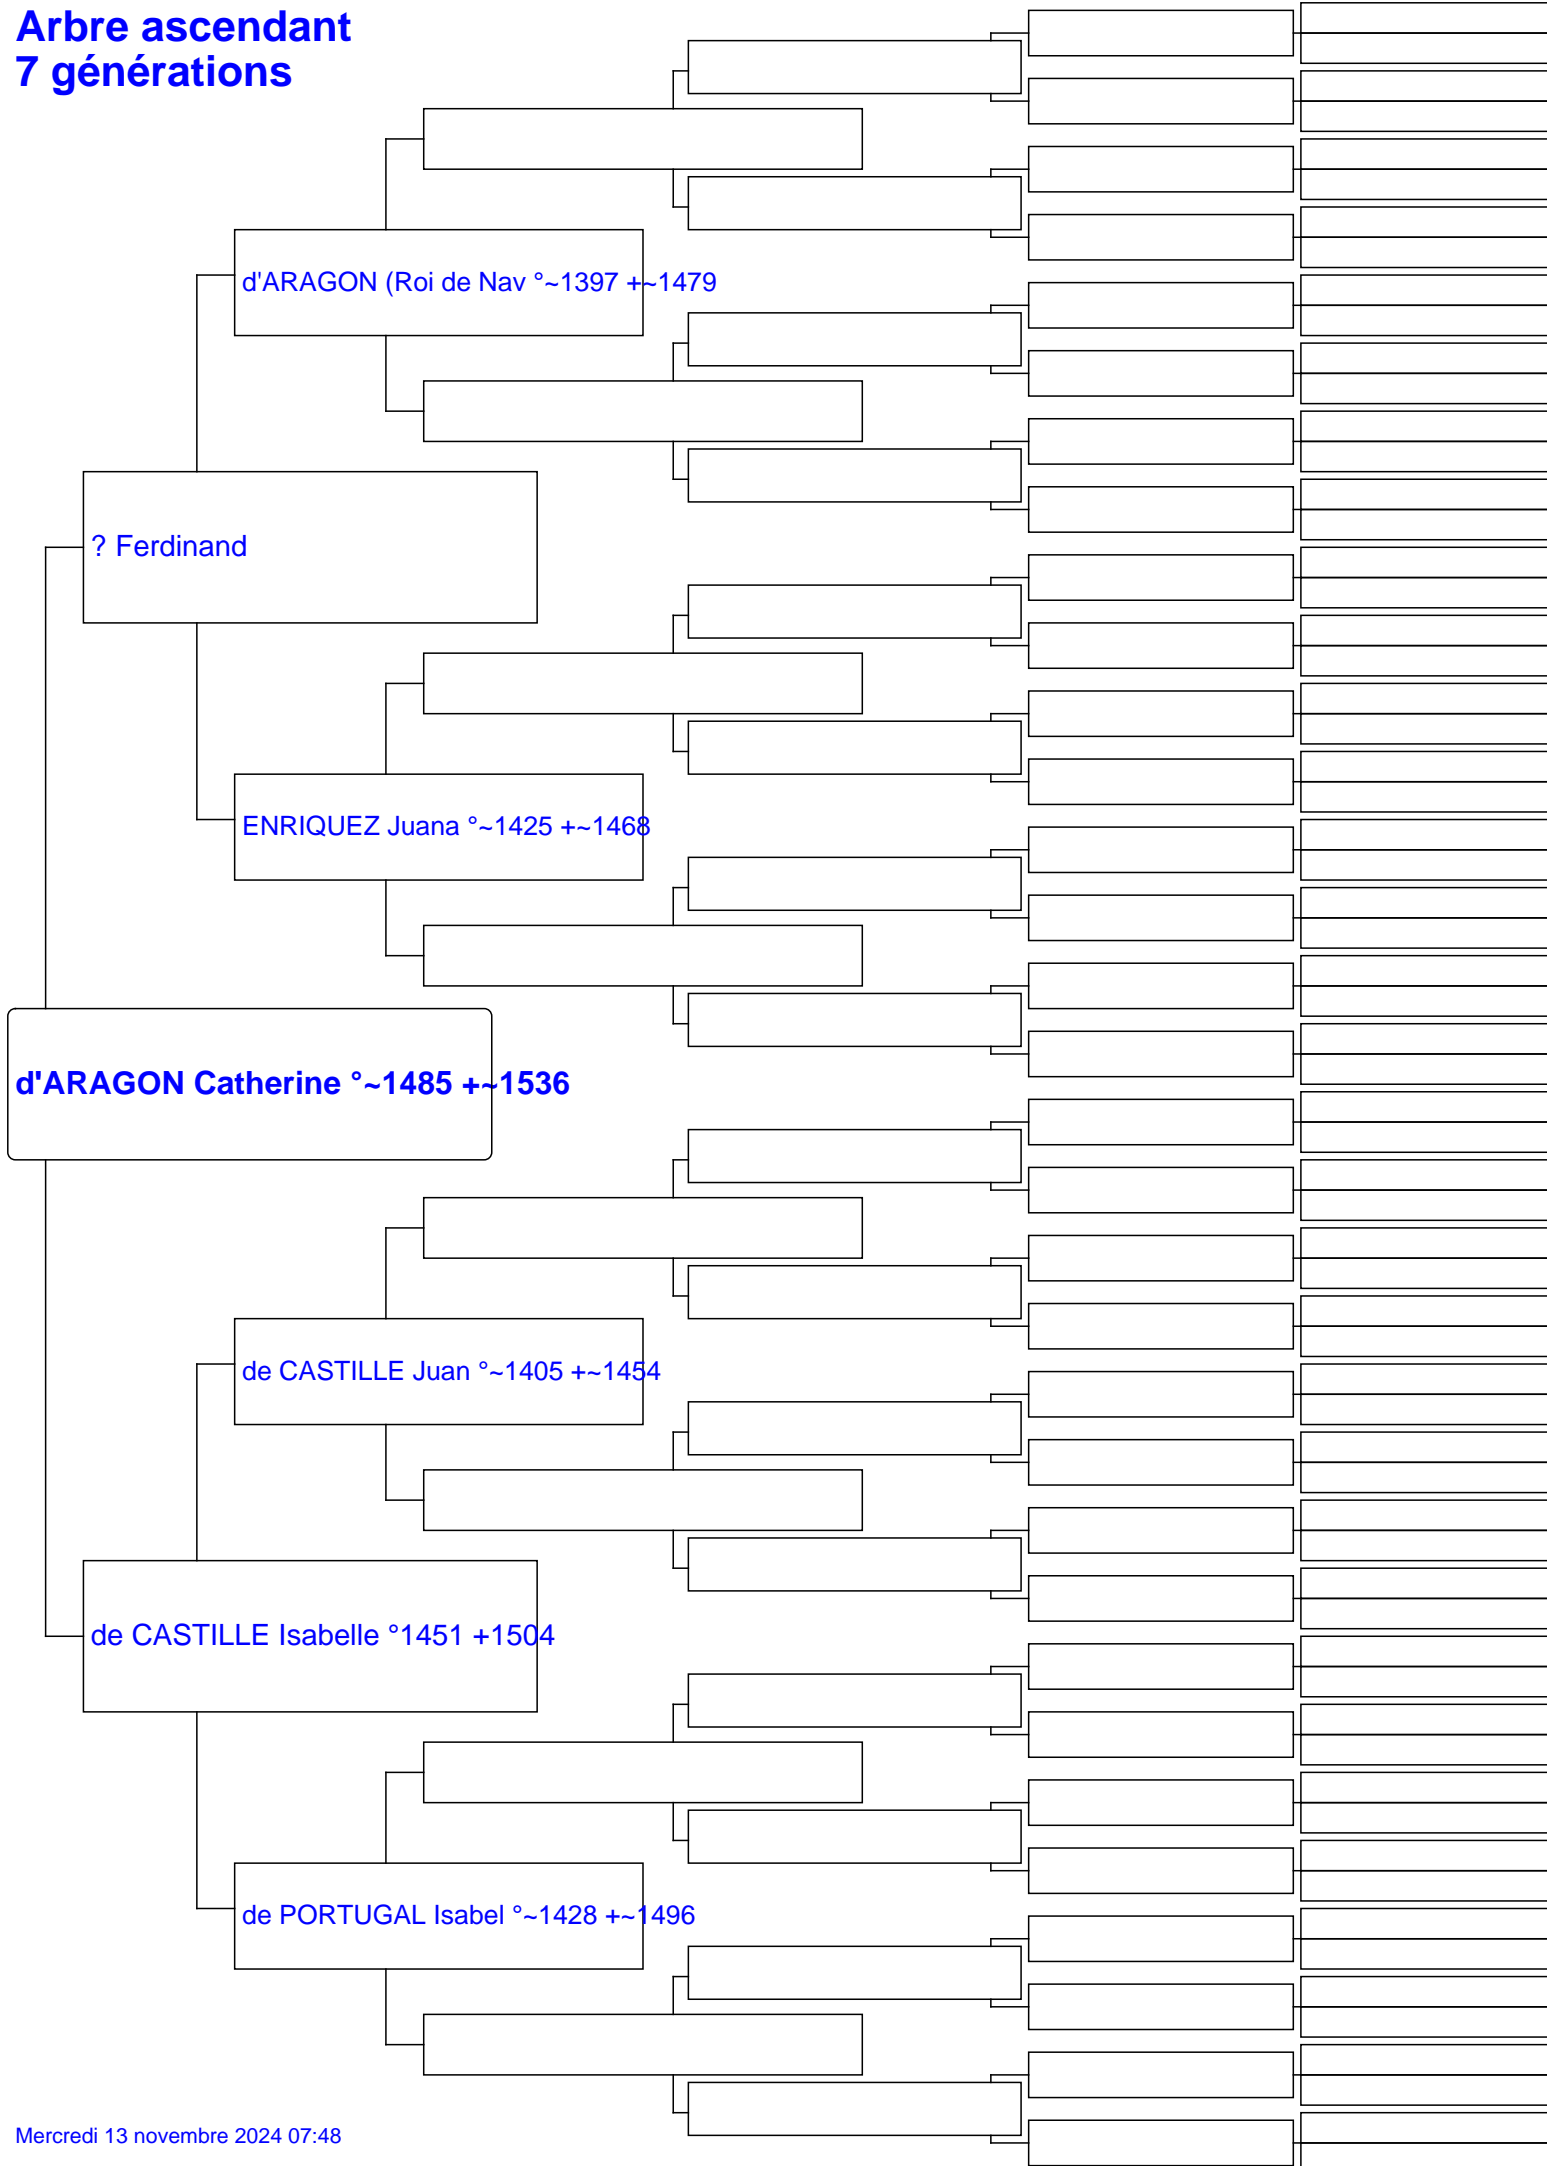 Arbre ascendant
7 générations
d'ARAGON (Roi de Nav °~1397 +~1479
? Ferdinand
ENRIQUEZ Juana °~1425 +~1468
d'ARAGON Catherine °~1485 +~1536
de CASTILLE Juan °~1405 +~1454
de CASTILLE Isabelle °1451 +1504
de PORTUGAL Isabel °~1428 +~1496
Mercredi 13 novembre 2024 07:48